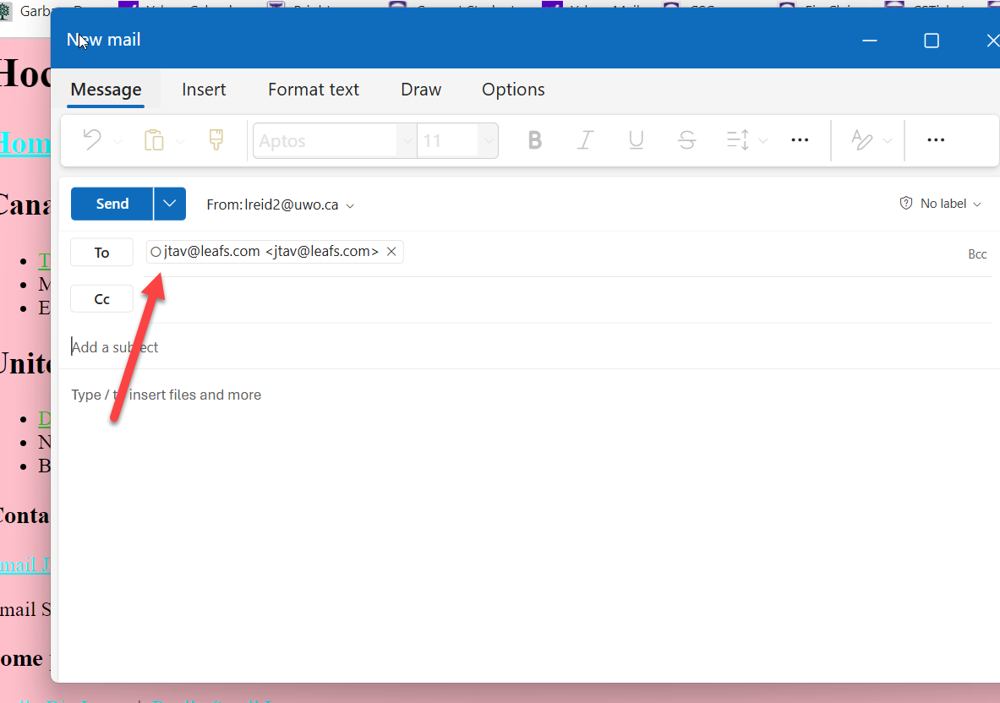 Garba
New mail
Message Insert Format text Draw Options
Aptos 11 B I U S
Send From: lreid2@uwo.ca No label
To jtav@leafs.com <jtav@leafs.com> Bcc
Cc
Add a subject
Type / to insert files and more
Hoc
Hom
Cana
T
M
E
Unite
D
N
B
Conta
mail J
mail S
ome